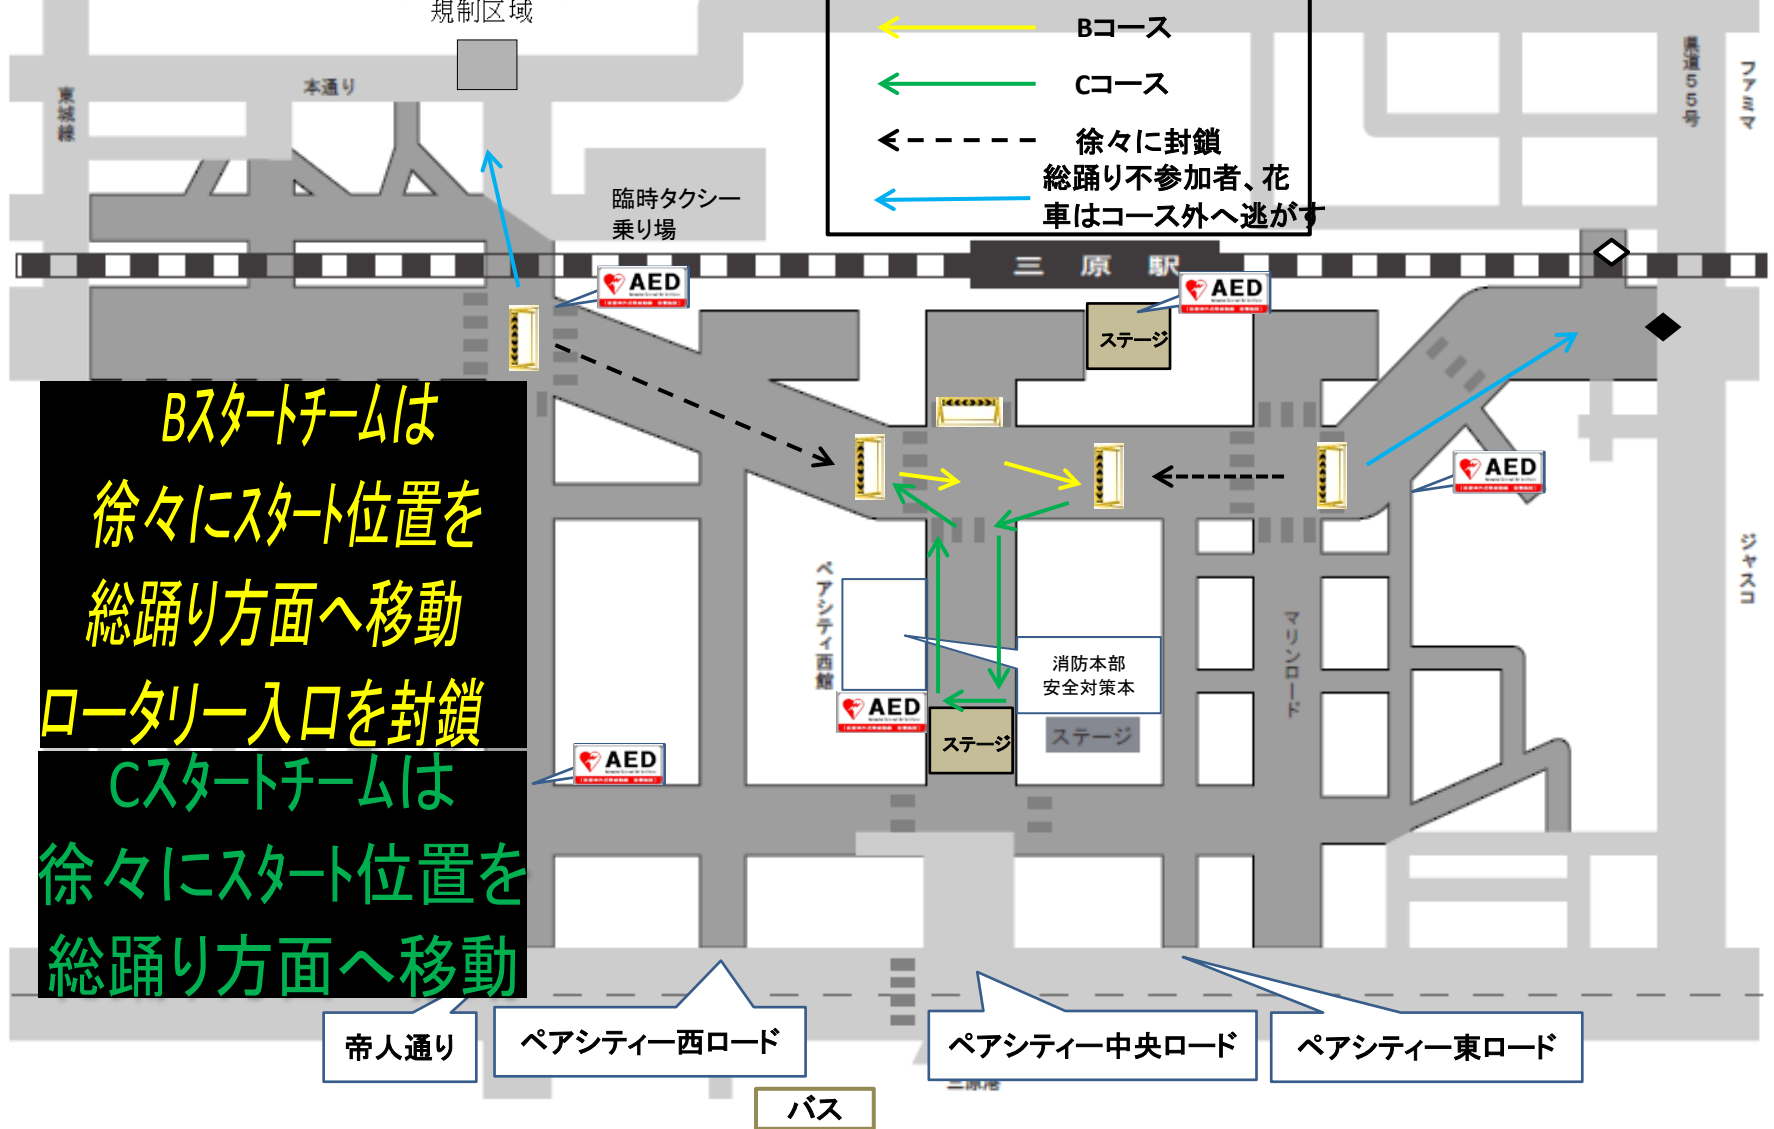 規制区域
Bコース
Cコース
徐々に封鎖
総踊り不参加者、花
車はコース外へ逃がす
本通り
東城線
県道55号
ファミマ
臨時タクシー
乗り場
三原駅
AED
AED
ステージ
Bスタートチームは
徐々にスタート位置を
総踊り方面へ移動
ロータリー入口を封鎖
AED
ジャスコ
ペアシティ西館
マリンロード
消防本部
安全対策本
AED
ステージ
ステージ
AED
Cスタートチームは
徐々にスタート位置を
総踊り方面へ移動
帝人通り
ペアシティー西ロード
ペアシティー中央ロード
ペアシティー東ロード
バス